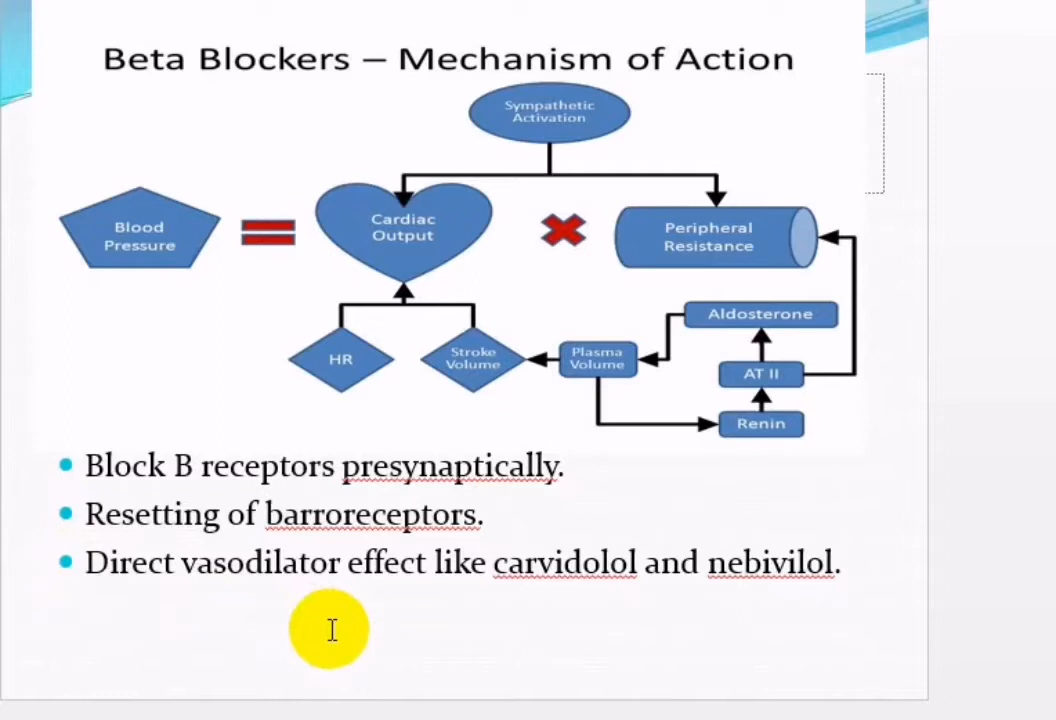 Beta Blockers – Mechanism of Action
Sympathetic
Activation
Blood
Pressure
Cardiac
Output
Peripheral
Resistance
HR
Stroke
Volume
Plasma
Volume
Aldosterone
AT II
Renin
• Block B receptors presynaptically.
• Resetting of barroreceptors.
• Direct vasodilator effect like carvidolol and nebivilol.